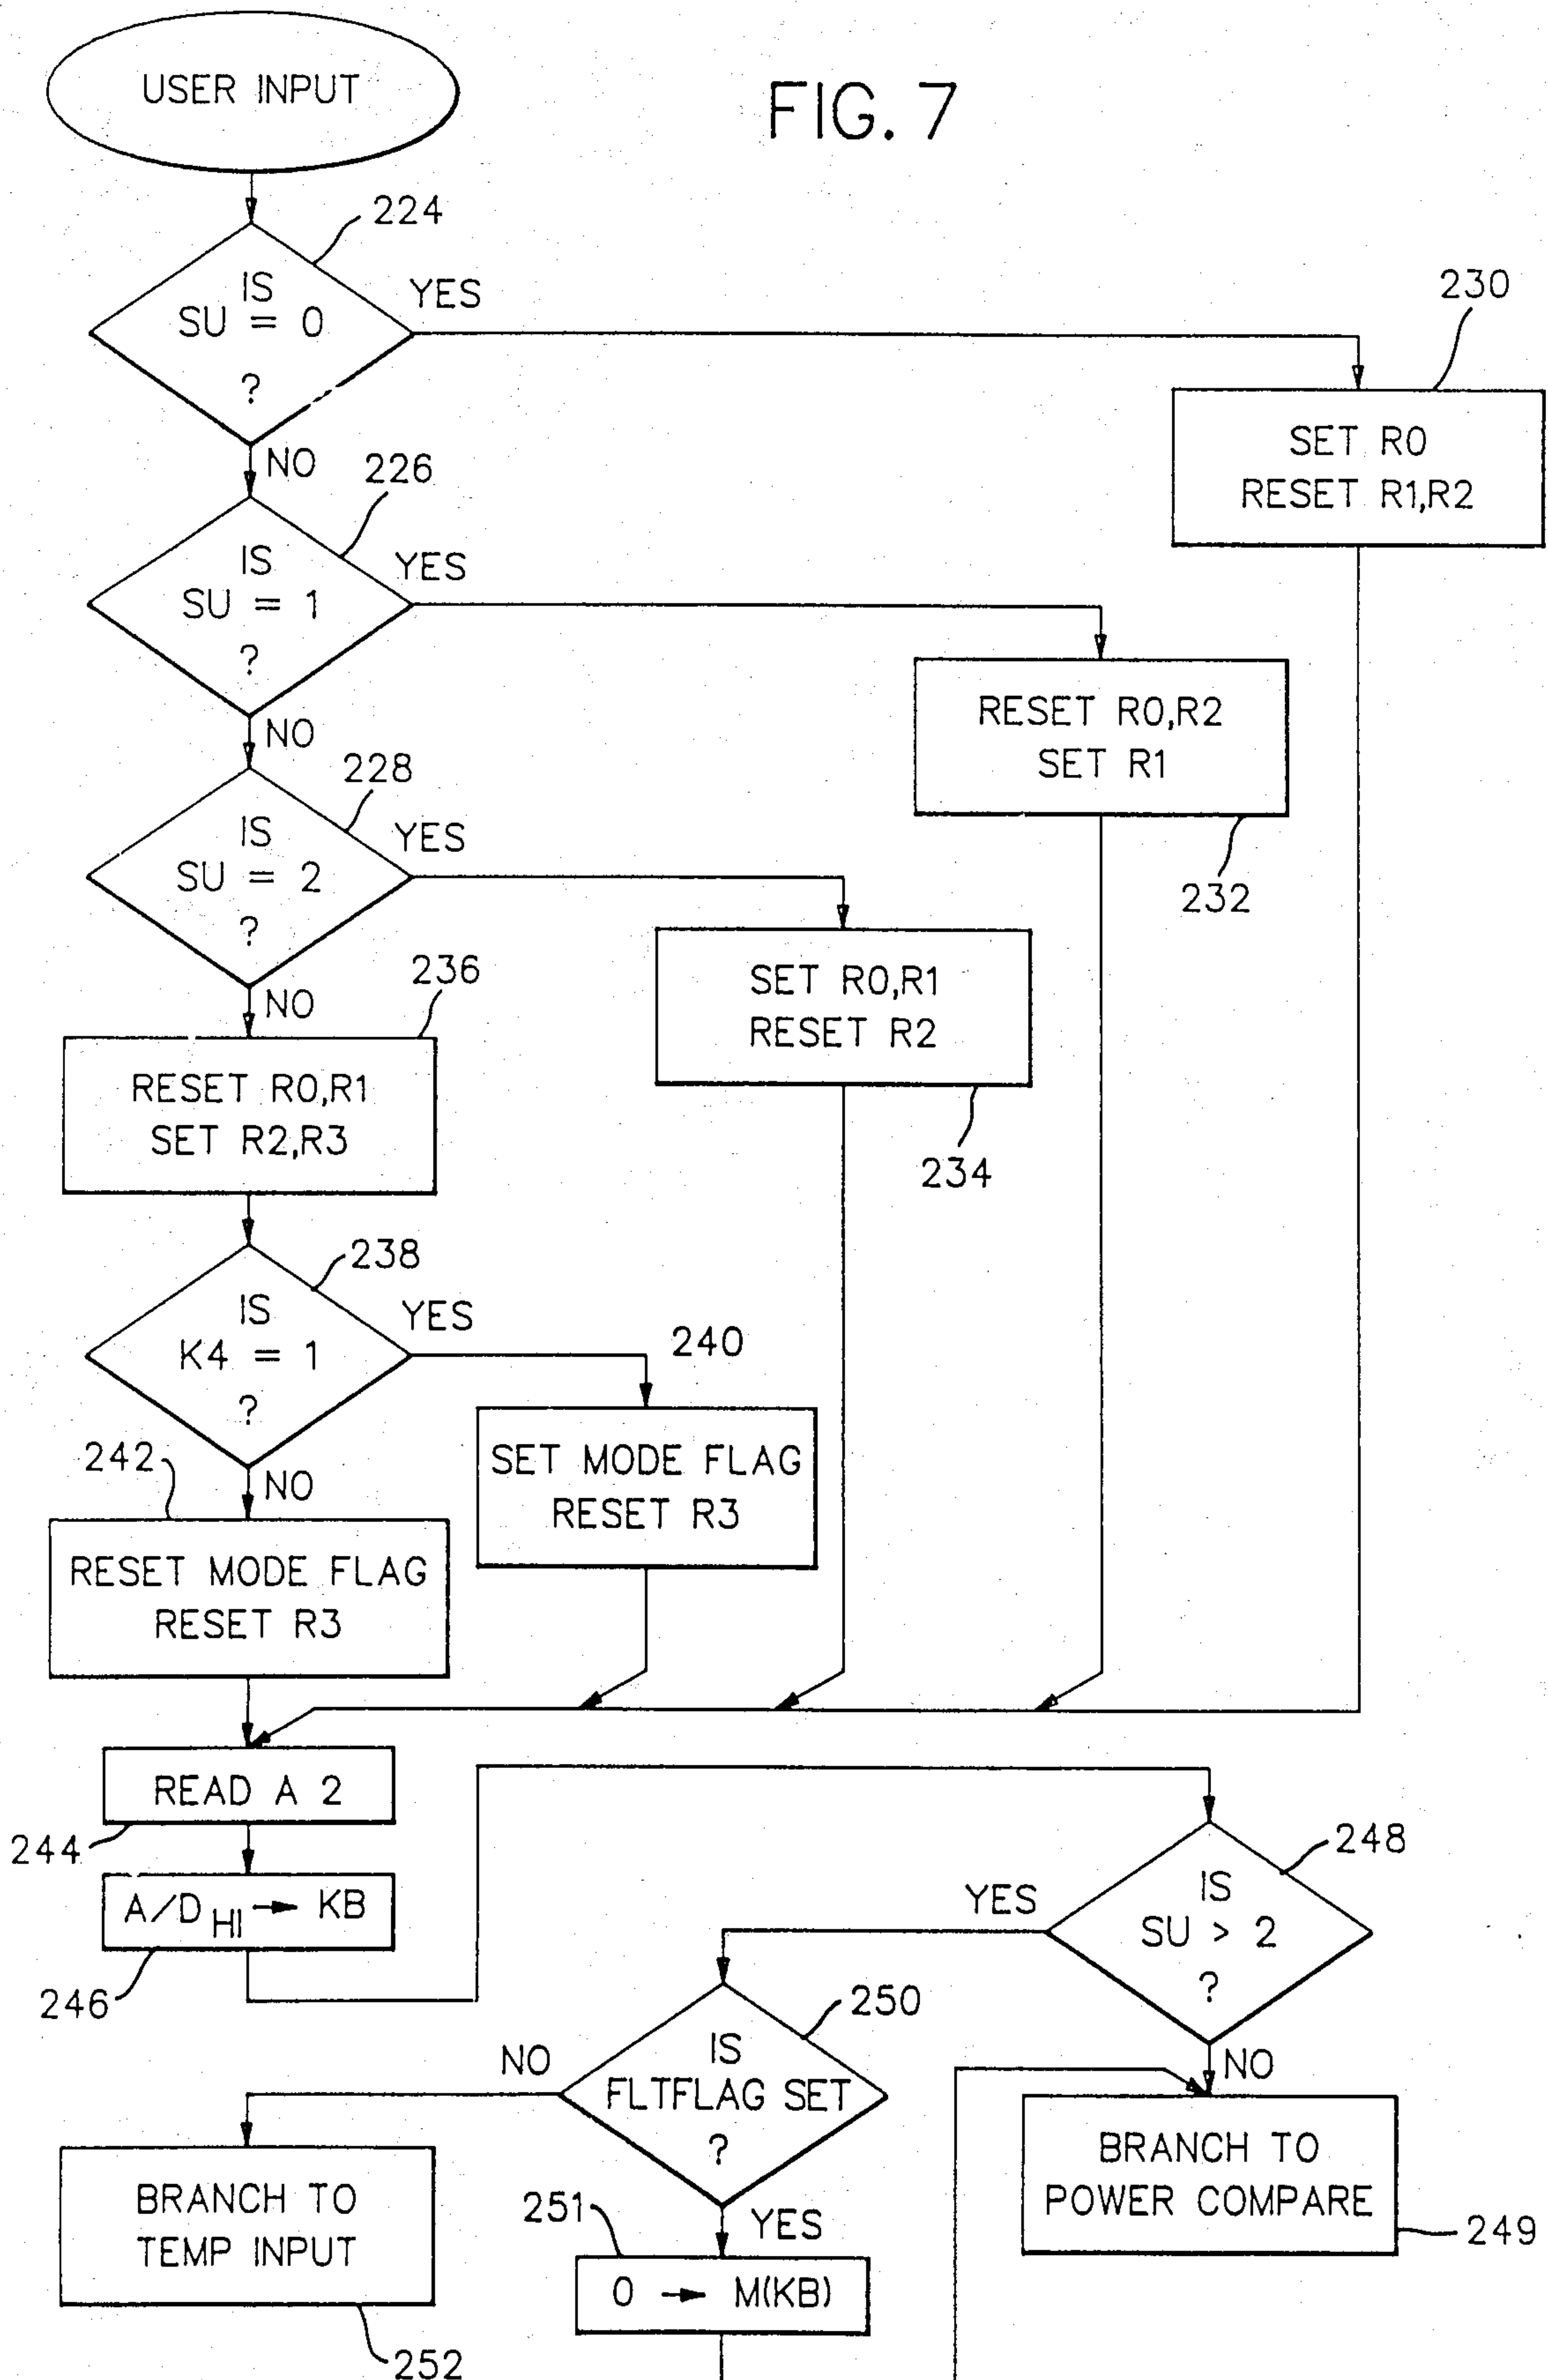 USER INPUT
FIG. 7
224
IS
SU = 0
?
YES
NO
230
SET R0
RESET R1,R2
226
IS
SU = 1
?
YES
NO
RESET R0,R2
SET R1
232
228
IS
SU = 2
?
YES
NO
SET R0,R1
RESET R2
234
236
RESET R0,R1
SET R2,R3
238
IS
K4 = 1
?
YES
NO
240
SET MODE FLAG
RESET R3
242
RESET MODE FLAG
RESET R3
READ A 2
244
A/D HI → KB
246
248
IS
SU > 2
?
YES
NO
250
IS
FLTFLAG SET
?
NO
YES
BRANCH TO
POWER COMPARE
249
BRANCH TO
TEMP INPUT
252
251
0 → M(KB)